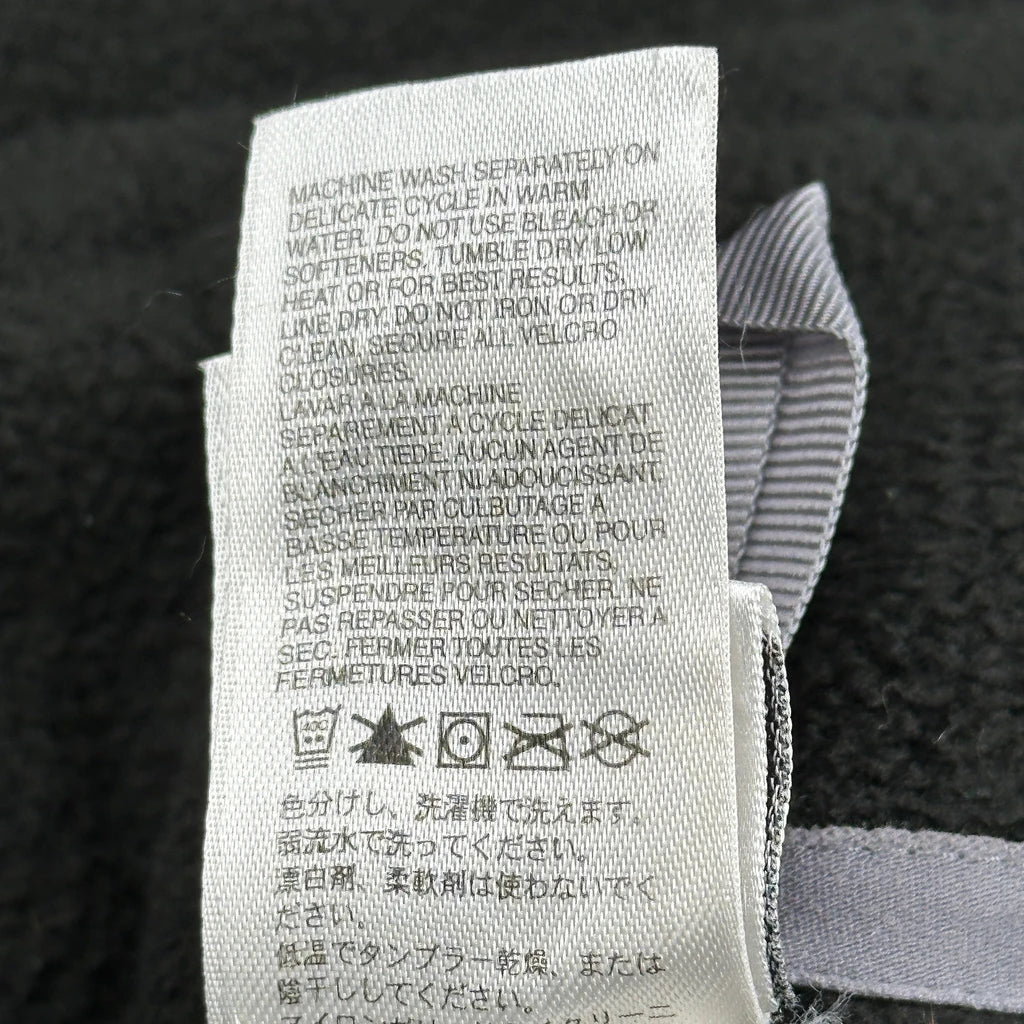 MACHINE WASH SEPARATELY ON
DELICATE CYCLE IN WARM
WATER. DO NOT USE BLEACH OR
SOFTENERS. TUMBLE DRY LOW
HEAT OR FOR BEST RESULTS,
LINE DRY. DO NOT IRON OR DRY
CLEAN. SECURE ALL VELCRO
CLOSURES.
LAVAR A LA MACHINE
SEPAREMENT A CYCLE DELICAT
A L'EAU TIEDE. AUCUN AGENT DE
BLANCHIMENT NI ADOUCISSANT.
SECHER PAR CULBUTAGE A
BASSE TEMPERATURE OU POUR
LES MEILLEURS RESULTATS,
SUSPENDRE POUR SECHER. NE
PAS REPASSER OU NETTOYER A
SEC. FERMER TOUTES LES
FERMETURES VELCRO.
色分けし、洗濯機で洗えます。
弱流水で洗ってください。
漂白剤、柔軟剤は使わないでく
ださい。
低温でタンブラー乾燥、または
陰干ししてください。